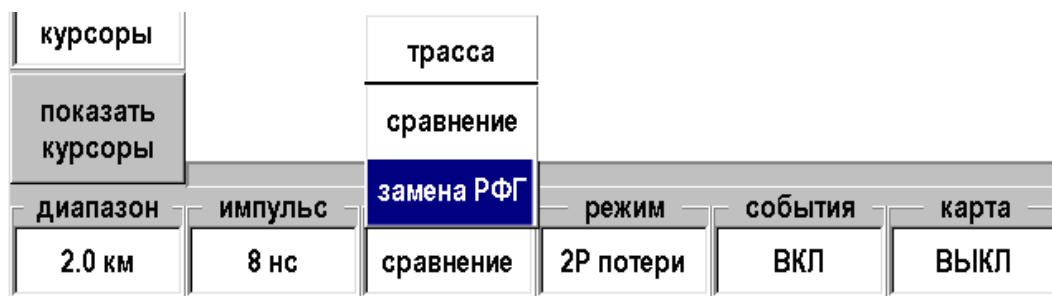 курсоры
трасса
показать
курсоры
сравнение
замена РФГ
диапазон импульс режим события карта
2.0 км 8 нс сравнение 2Р потери ВКЛ ВЫКЛ